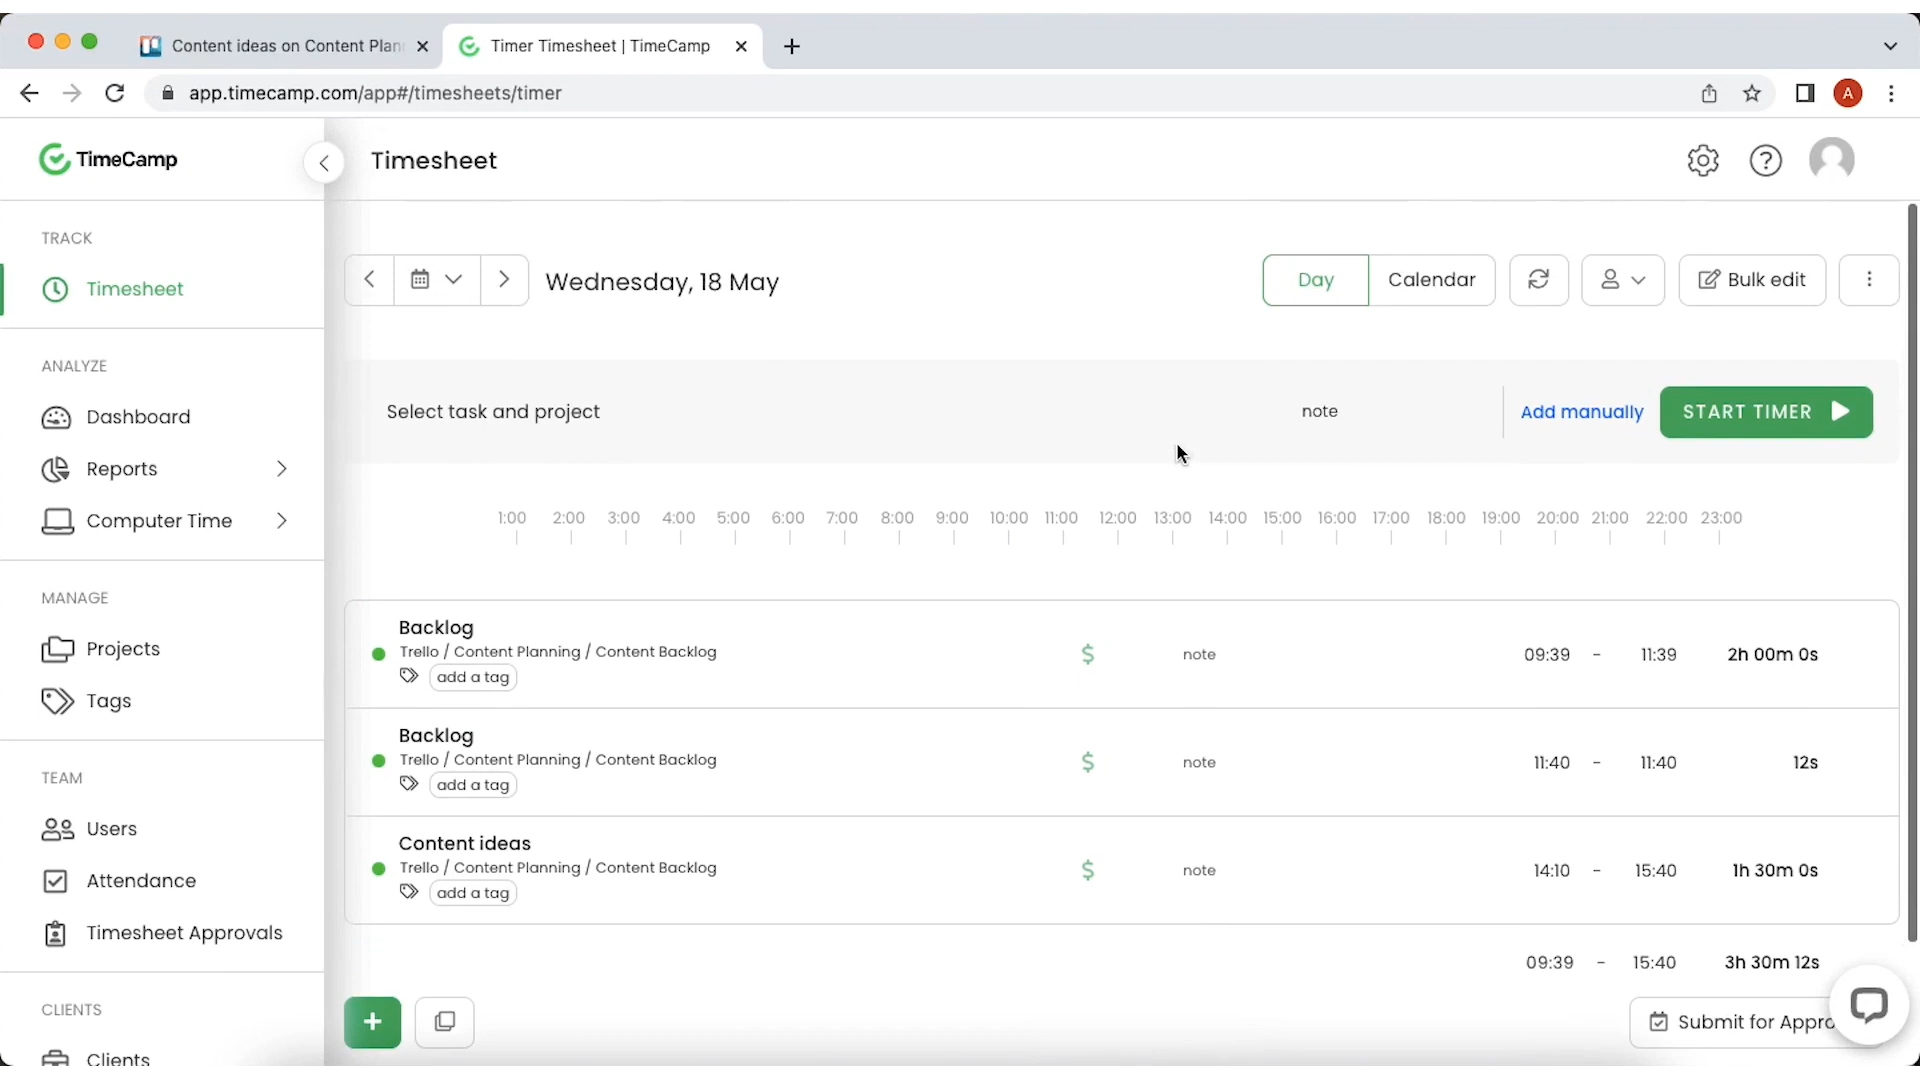 Content ideas on Content Plan
Timer Timesheet | TimeCamp
app.timecamp.com/app#/timesheets/timer
A
TimeCamp
Timesheet
TRACK
Timesheet
ANALYZE
Dashboard
Reports
Computer Time
MANAGE
Projects
Tags
TEAM
Users
Attendance
Timesheet Approvals
CLIENTS
Clients
Wednesday, 18 May
Day
Calendar
Bulk edit
Select task and project
note
Add manually
START TIMER
1:00 2:00 3:00 4:00 5:00 6:00 7:00 8:00 9:00 10:00 11:00 12:00 13:00 14:00 15:00 16:00 17:00 18:00 19:00 20:00 21:00 22:00 23:00
Backlog
Trello / Content Planning / Content Backlog
add a tag
$ note 09:39 - 11:39 2h 00m 0s
Backlog
Trello / Content Planning / Content Backlog
add a tag
$ note 11:40 - 11:40 12s
Content ideas
Trello / Content Planning / Content Backlog
add a tag
$ note 14:10 - 15:40 1h 30m 0s
09:39 - 15:40 3h 30m 12s
+
Submit for Appro